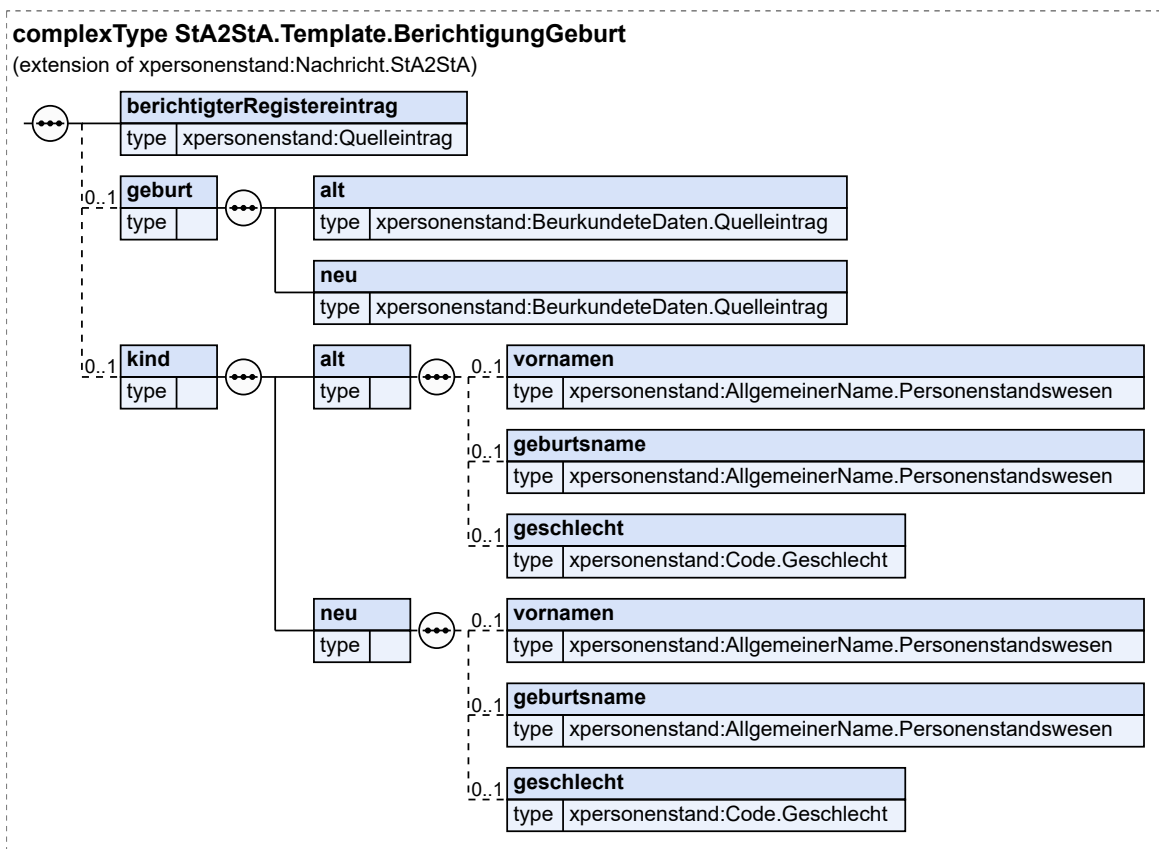 complexType StA2StA.Template.BerichtigungGeburt
(extension of xpersonenstand:Nachricht.StA2StA)
berichtigterRegistereintrag
type xpersonenstand:Quelleintrag
0..1 geburt
type
alt
type xpersonenstand:BeurkundeteDaten.Quelleintrag
neu
type xpersonenstand:BeurkundeteDaten.Quelleintrag
0..1 kind
type
alt
type
0..1 vornamen
type xpersonenstand:AllgemeinerName.Personenstandswesen
0..1 geburtsname
type xpersonenstand:AllgemeinerName.Personenstandswesen
0..1 geschlecht
type xpersonenstand:Code.Geschlecht
neu
type
0..1 vornamen
type xpersonenstand:AllgemeinerName.Personenstandswesen
0..1 geburtsname
type xpersonenstand:AllgemeinerName.Personenstandswesen
0..1 geschlecht
type xpersonenstand:Code.Geschlecht